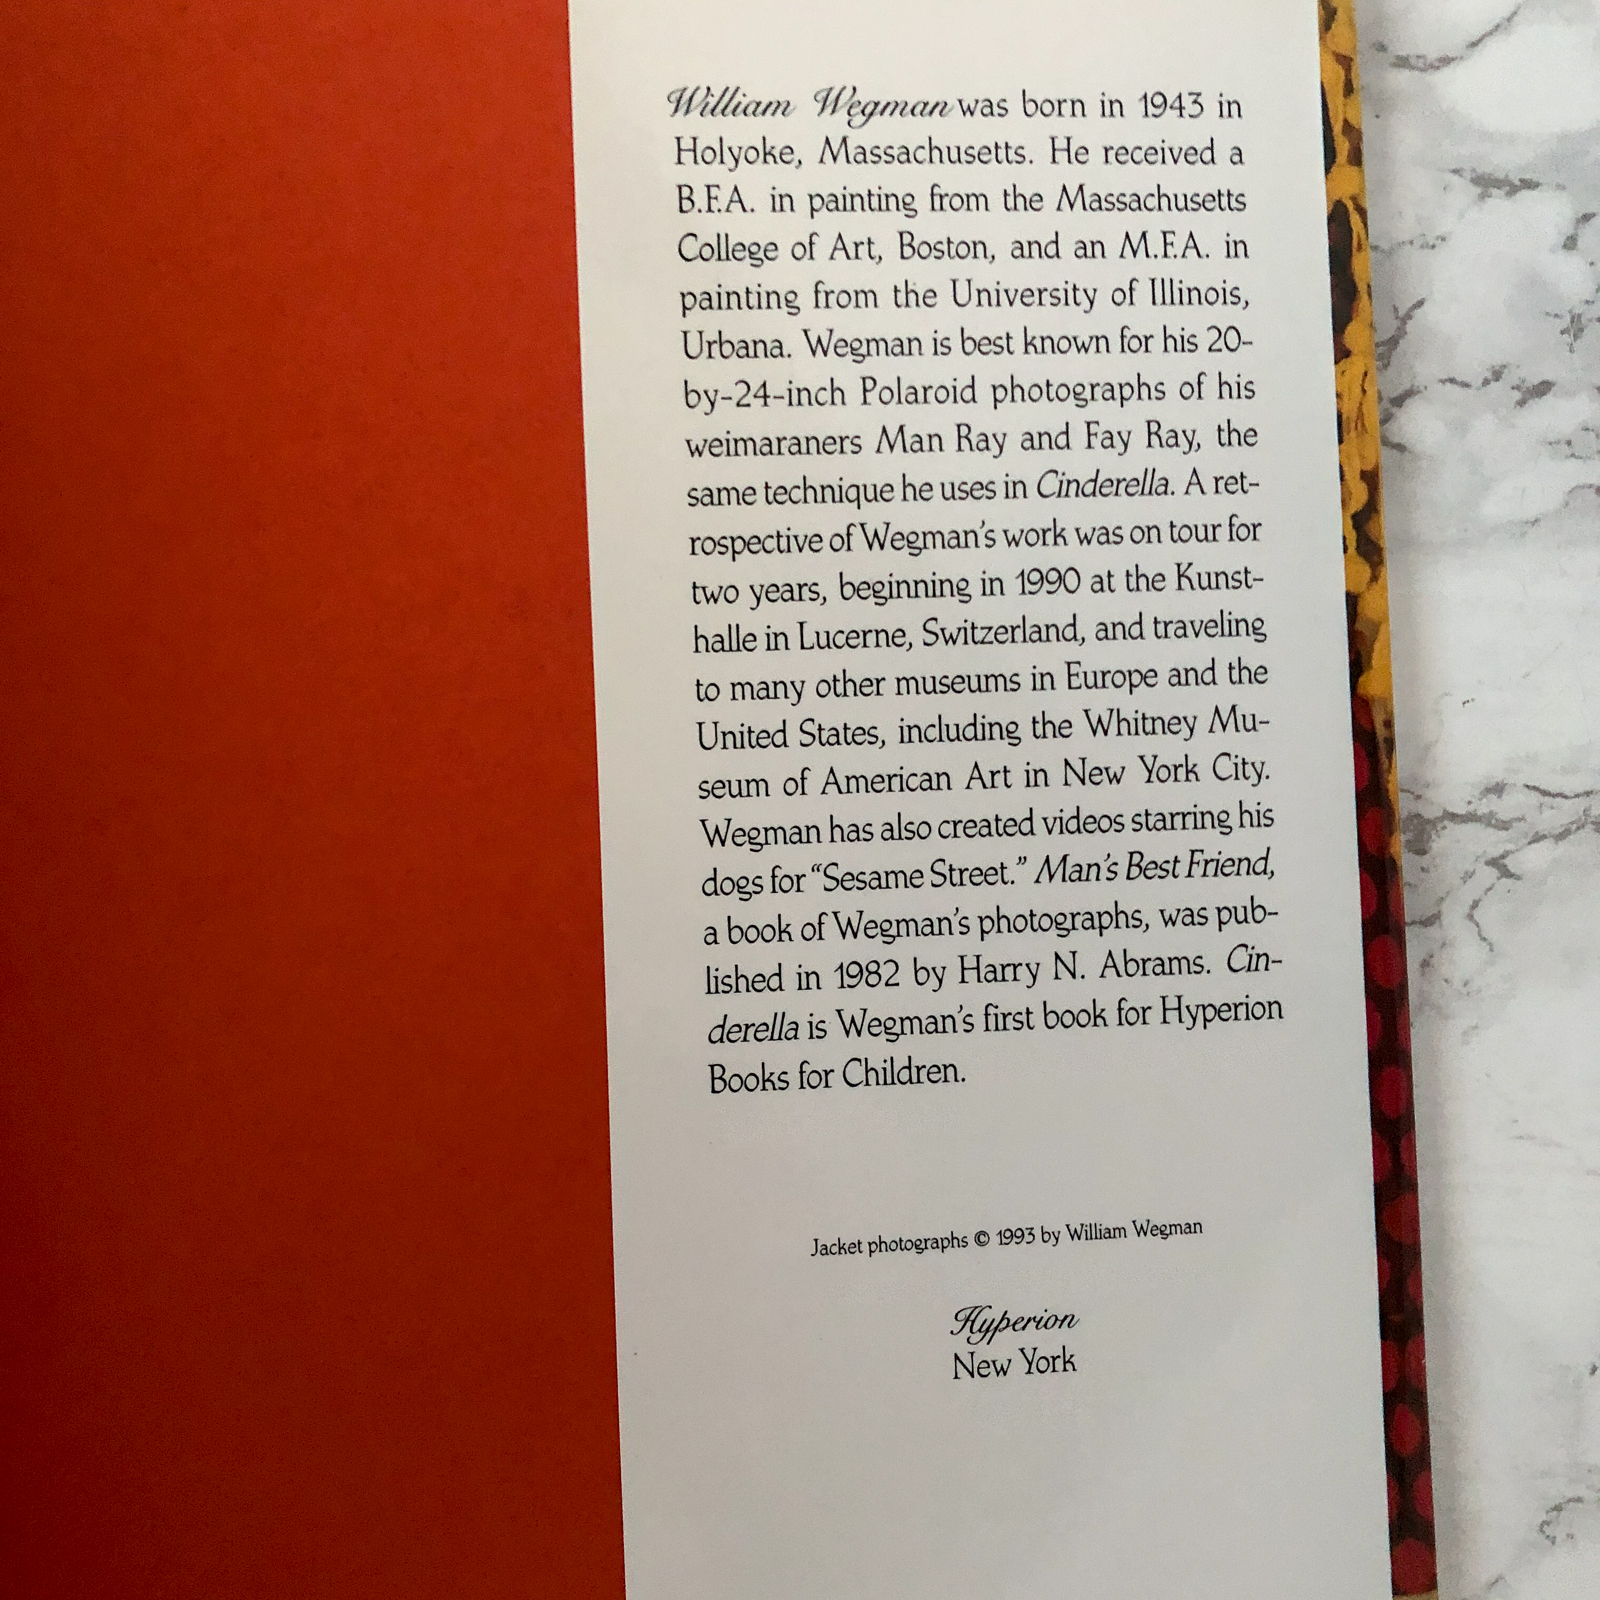 William Wegman was born in 1943 in
Holyoke, Massachusetts. He received a
B.F.A. in painting from the Massachusetts
College of Art, Boston, and an M.F.A. in
painting from the University of Illinois,
Urbana. Wegman is best known for his 20-
by-24-inch Polaroid photographs of his
weimaraners Man Ray and Fay Ray, the
same technique he uses in Cinderella. A ret-
rospective of Wegman's work was on tour for
two years, beginning in 1990 at the Kunst-
halle in Lucerne, Switzerland, and traveling
to many other museums in Europe and the
United States, including the Whitney Mu-
seum of American Art in New York City.
Wegman has also created videos starring his
dogs for “Sesame Street.” Man's Best Friend,
a book of Wegman's photographs, was pub-
lished in 1982 by Harry N. Abrams. Cin-
derella is Wegman's first book for Hyperion
Books for Children.
Jacket photographs © 1993 by William Wegman
Hyperion
New York